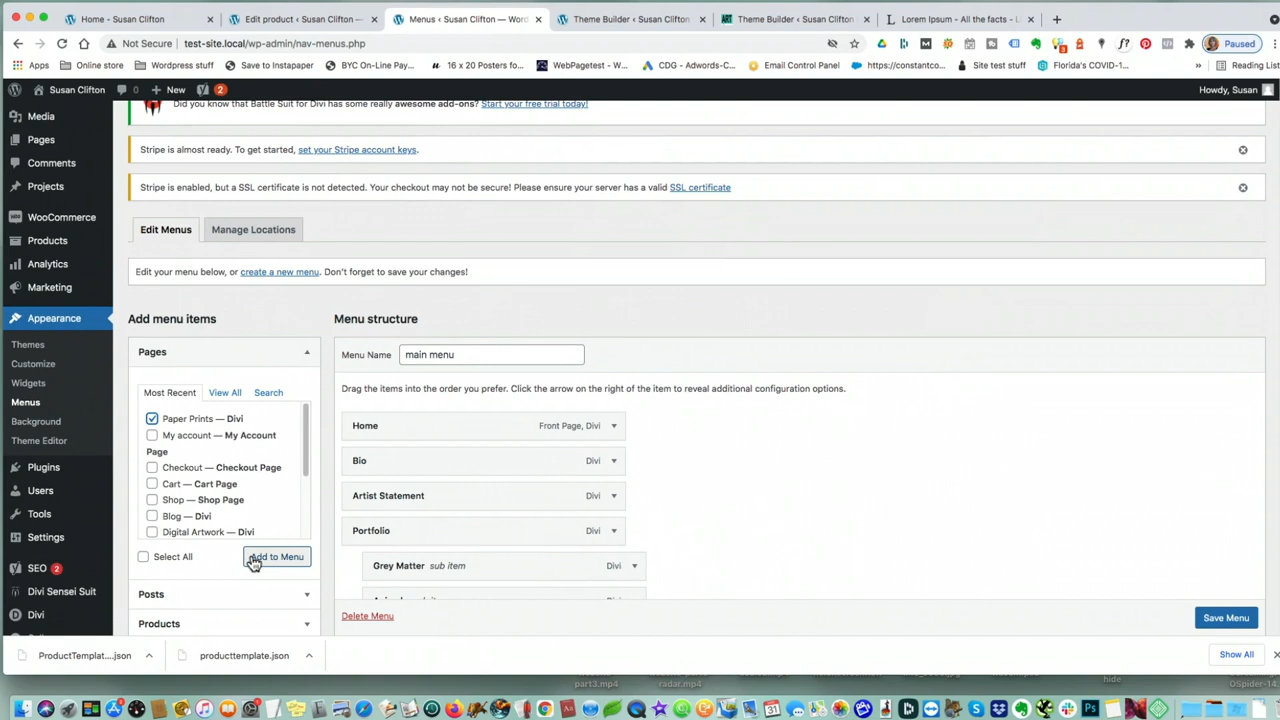 Home - Susan Clifton
Edit product ‹ Susan Clifton —
Menus ‹ Susan Clifton — Word
Theme Builder ‹ Susan Clifton
Theme Builder ‹ Susan Clifton
Lorem Ipsum - All the facts - L
Not Secure
test-site.local/wp-admin/nav-menus.php
Paused
Apps
Online store
Wordpress stuff
Save to Instapaper
BYC On-Line Pay...
16 x 20 Posters fo...
WebPagetest - W...
CDG - Adwords-C...
Email Control Panel
https://constantco...
Site test stuff
Florida's COVID-1...
»
Reading List
Susan Clifton
0
+ New
2
Howdy, Susan
Media
Pages
Comments
Projects
WooCommerce
Products
Analytics
Marketing
Appearance
Themes
Customize
Widgets
Menus
Background
Theme Editor
Plugins
Users
Tools
Settings
SEO 2
Divi Sensei Suit
Divi
Did you know that Battle Suit for Divi has some really awesome add-ons? Start your free trial today!
Stripe is almost ready. To get started, set your Stripe account keys.
Stripe is enabled, but a SSL certificate is not detected. Your checkout may not be secure! Please ensure your server has a valid SSL certificate
Edit Menus
Manage Locations
Edit your menu below, or create a new menu. Don't forget to save your changes!
Add menu items
Pages
Most Recent
View All
Search
Paper Prints — Divi
My account — My Account
Page
Checkout — Checkout Page
Cart — Cart Page
Shop — Shop Page
Blog — Divi
Digital Artwork — Divi
Select All
Add to Menu
Posts
Products
Menu structure
Menu Name
main menu
Drag the items into the order you prefer. Click the arrow on the right of the item to reveal additional configuration options.
Home
Front Page, Divi
Bio
Divi
Artist Statement
Divi
Portfolio
Divi
Grey Matter sub item
Divi
Delete Menu
Save Menu
ProductTemplat....json
producttemplate.json
Show All
part3.mp4
radar.mp4
hide
OSpider-14.